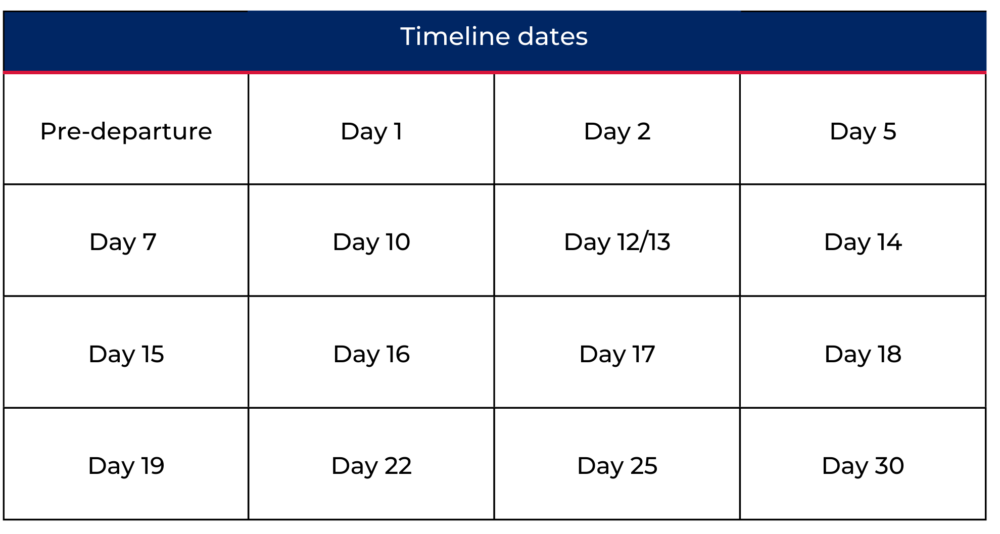 Timeline dates
Pre-departure
Day 1
Day 2
Day 5
Day 7
Day 10
Day 12/13
Day 14
Day 15
Day 16
Day 17
Day 18
Day 19
Day 22
Day 25
Day 30